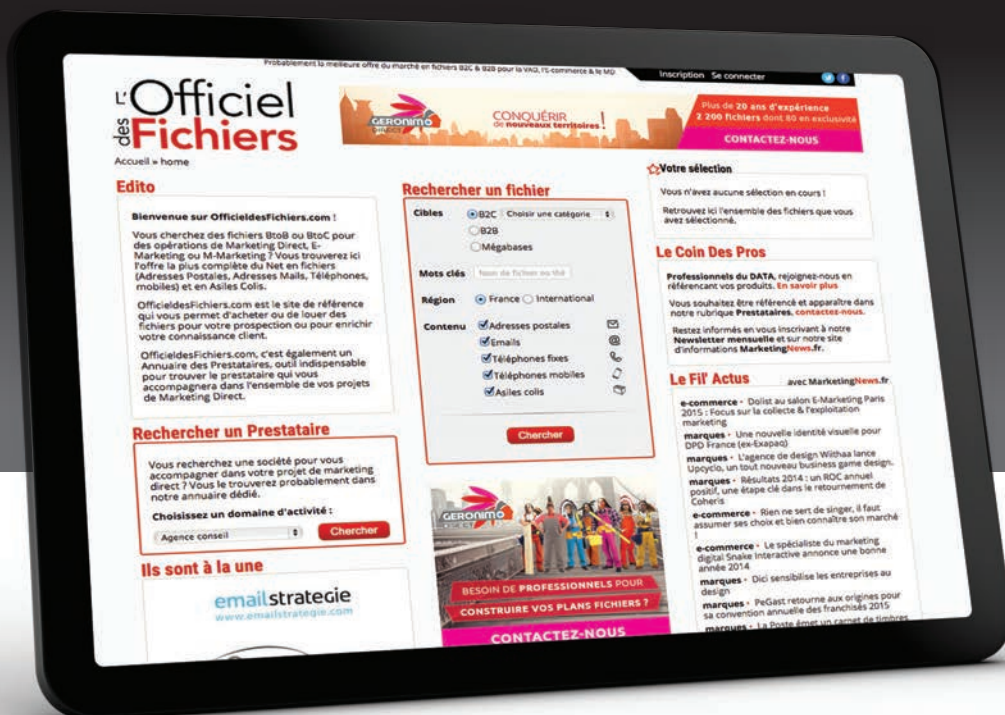 Probablement la meilleure offre du marché en fichiers B2C & B2B pour la VAD, l'E-commerce & le MD
Inscription Se connecter
L'Officiel
des Fichiers
GERONIMO
DIRECT
CONQUÉRIR
de nouveaux territoires !
Plus de 20 ans d'expérience
2 200 fichiers dont 80 en exclusivité
CONTACTEZ-NOUS
Accueil » home
Edito
Bienvenue sur OfficieldesFichiers.com !
Vous cherchez des fichiers BtoB ou BtoC pour
des opérations de Marketing Direct, E-
Marketing ou M-Marketing ? Vous trouverez ici
l'offre la plus complète du Net en fichiers
(Adresses Postales, Adresses Mails, Téléphones,
mobiles) et en Asiles Colis.
OfficieldesFichiers.com est le site de référence
qui vous permet d'acheter ou de louer des
fichiers pour votre prospection ou pour enrichir
votre connaissance client.
OfficieldesFichiers.com, c'est également un
Annuaire des Prestataires, outil indispensable
pour trouver le prestataire qui vous
accompagnera dans l'ensemble de vos projets
de Marketing Direct.
Rechercher un Prestataire
Vous recherchez une société pour vous
accompagner dans votre projet de marketing
direct ? Vous le trouverez probablement dans
notre annuaire dédié.
Choisissez un domaine d'activité :
Agence conseil
Chercher
Ils sont à la une
emailstrategie
www.emailstrategie.com
Rechercher un fichier
Cibles B2C Choisir une catégorie
B2B
Mégabases
Mots clés Nom de fichier ou thé
Région France International
Contenu Adresses postales
Emails
Téléphones fixes
Téléphones mobiles
Asiles colis
Chercher
GERONIMO
DIRECT
BESOIN DE PROFESSIONNELS POUR
CONSTRUIRE VOS PLANS FICHIERS ?
CONTACTEZ-NOUS
Votre sélection
Vous n'avez aucune sélection en cours !
Retrouvez ici l'ensemble des fichiers que vous
avez sélectionné.
Le Coin Des Pros
Professionnels du DATA, rejoignez-nous en
référencant vos produits. En savoir plus
Vous souhaitez être référencé et apparaître dans
notre rubrique Prestataires, contactez-nous.
Restez informés en vous inscrivant à notre
Newsletter mensuelle et sur notre site
d'informations MarketingNews.fr.
Le Fil' Actus avec MarketingNews.fr
e-commerce - Dolist au salon E-Marketing Paris
2015 : Focus sur la collecte & l'exploitation
marketing
marques - Une nouvelle identité visuelle pour
DPD France (ex-Exapaq)
marques - L'agence de design Wiithaa lance
Upcyclo, un tout nouveau business game design.
marques - Résultats 2014 : un ROC annuel
positif, une étape clé dans le retournement de
Coheris
e-commerce - Rien ne sert de singer, il faut
assumer ses choix et bien connaître son marché
!
e-commerce - Le spécialiste du marketing
digital Snake Interactive annonce une bonne
année 2014
marques - Dici sensibilise les entreprises au
design
marques - PeGast retourne aux origines pour
sa convention annuelle des franchisés 2015
marques - La Poste émet un carnet de timbres